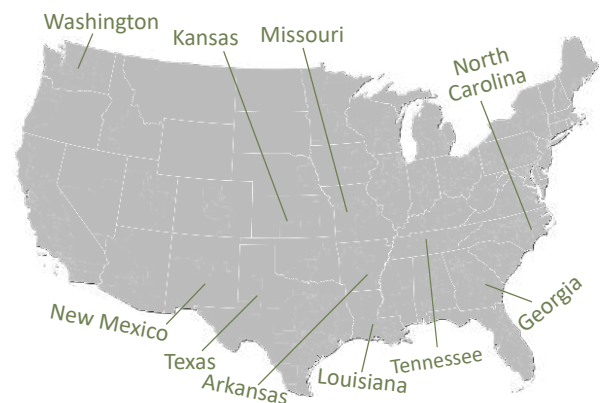 Washington
Kansas
Missouri
North
Carolina
New Mexico
Texas
Arkansas
Louisiana
Tennessee
Georgia